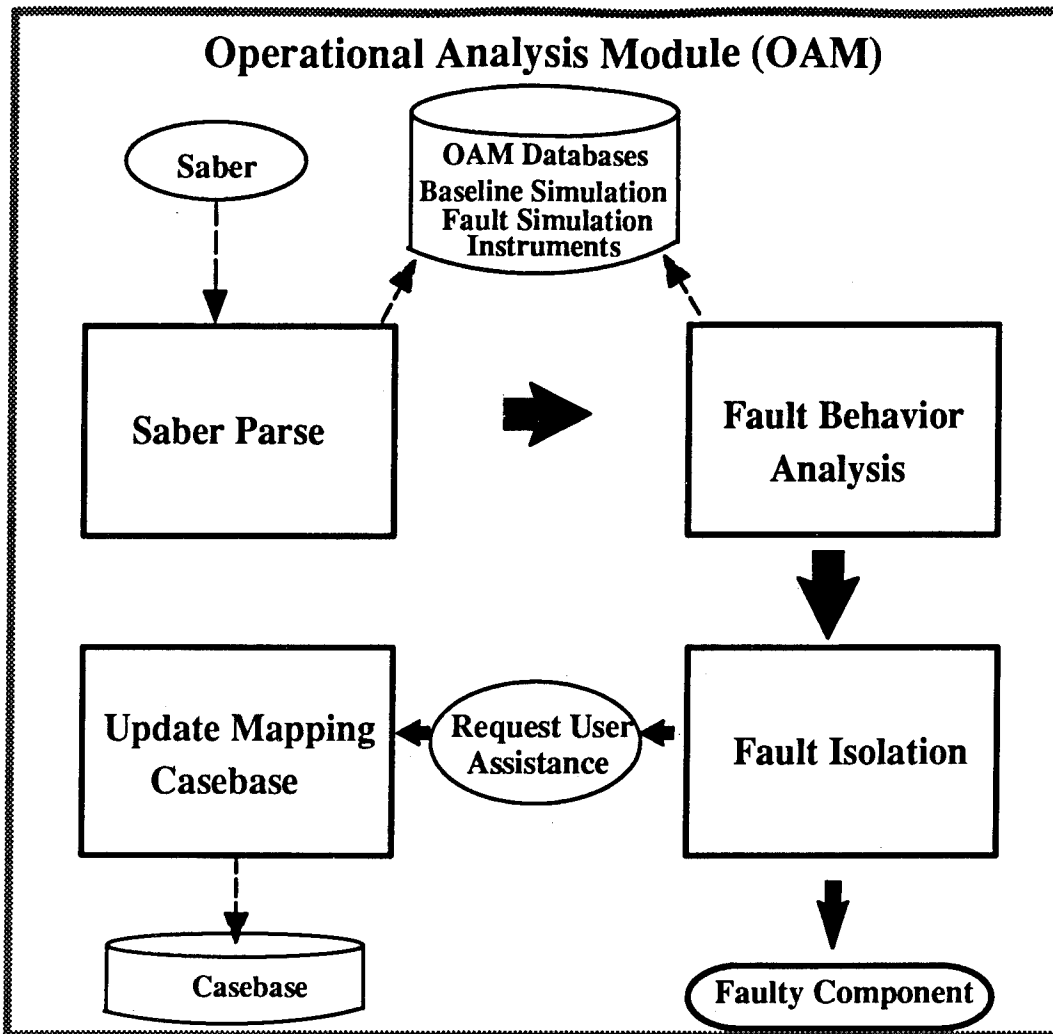 Operational Analysis Module (OAM)
Saber
OAM Databases
Baseline Simulation
Fault Simulation
Instruments
Saber Parse
Fault Behavior
Analysis
Update Mapping
Casebase
Request User
Assistance
Fault Isolation
Casebase
Faulty Component